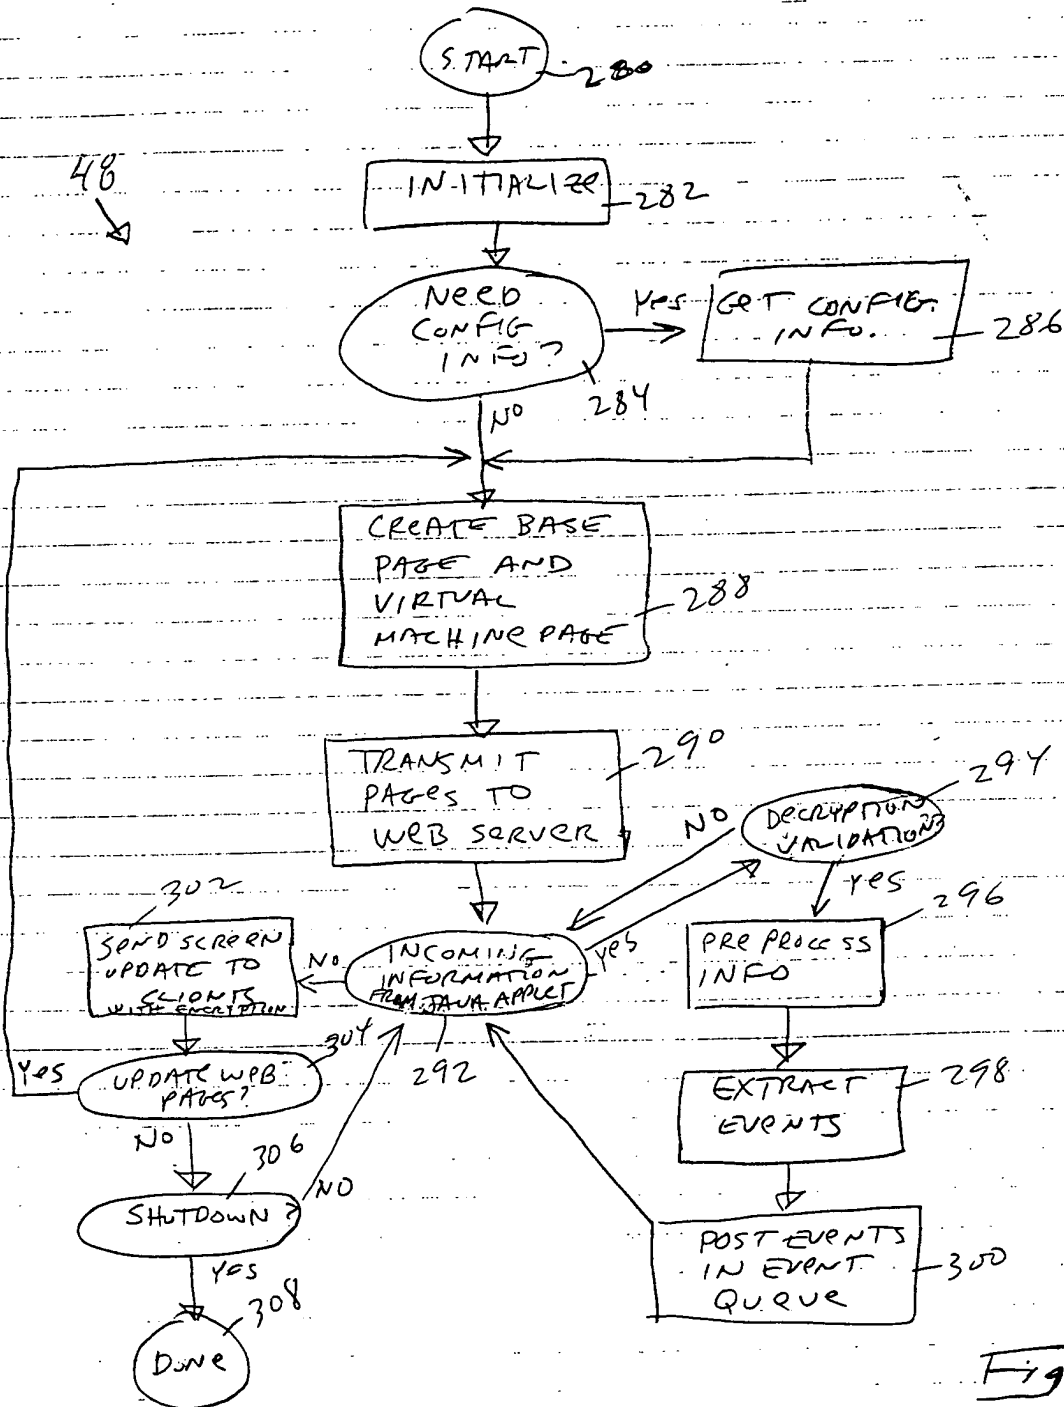 START
280
48
INITIALIZE
282
NEED
CONFIG
INFO?
284
Yes
GET CONFIG.
INFO.
286
NO
CREATE BASE
PAGE AND
VIRTUAL
MACHINE PAGE
288
TRANSMIT
PAGES TO
WEB SERVER
290
DECRYPTION
VALIDATION?
294
NO
yes
yes
INCOMING
INFORMATION
FROM JAVA APPLET
292
NO
302
SEND SCREEN
UPDATE TO
CLIENTS
WITH ENCRYPTION
PREPROCESS
INFO
296
UPDATE WEB
PAGES?
304
Yes
NO
EXTRACT
EVENTS
298
SHUTDOWN?
306
NO
YES
POST EVENTS
IN EVENT
QUEUE
300
DONE
308
Fig